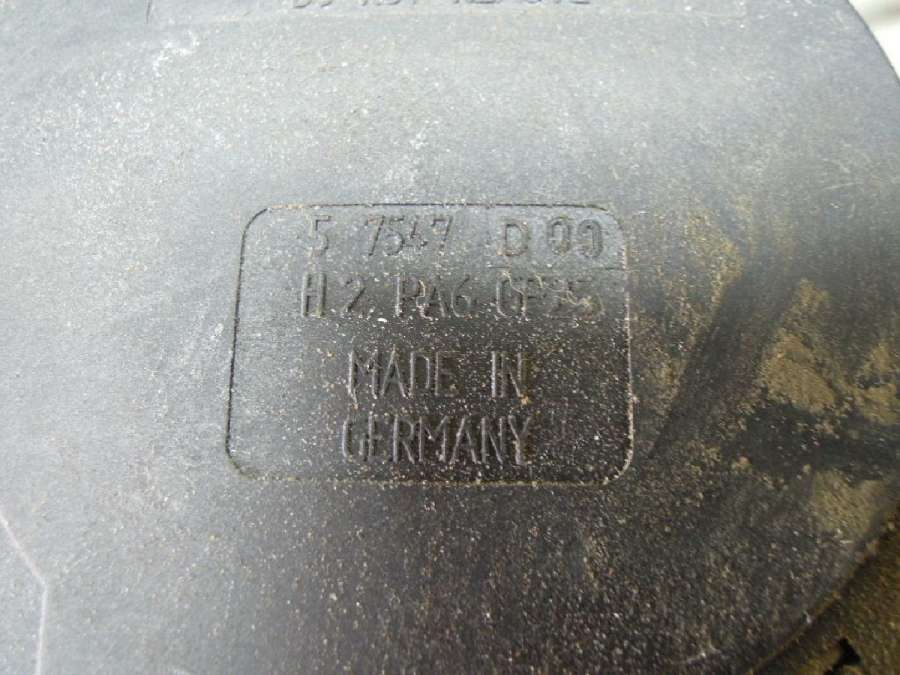 5 7547 D 00
H.2 PA6 GF25
MADE IN
GERMANY